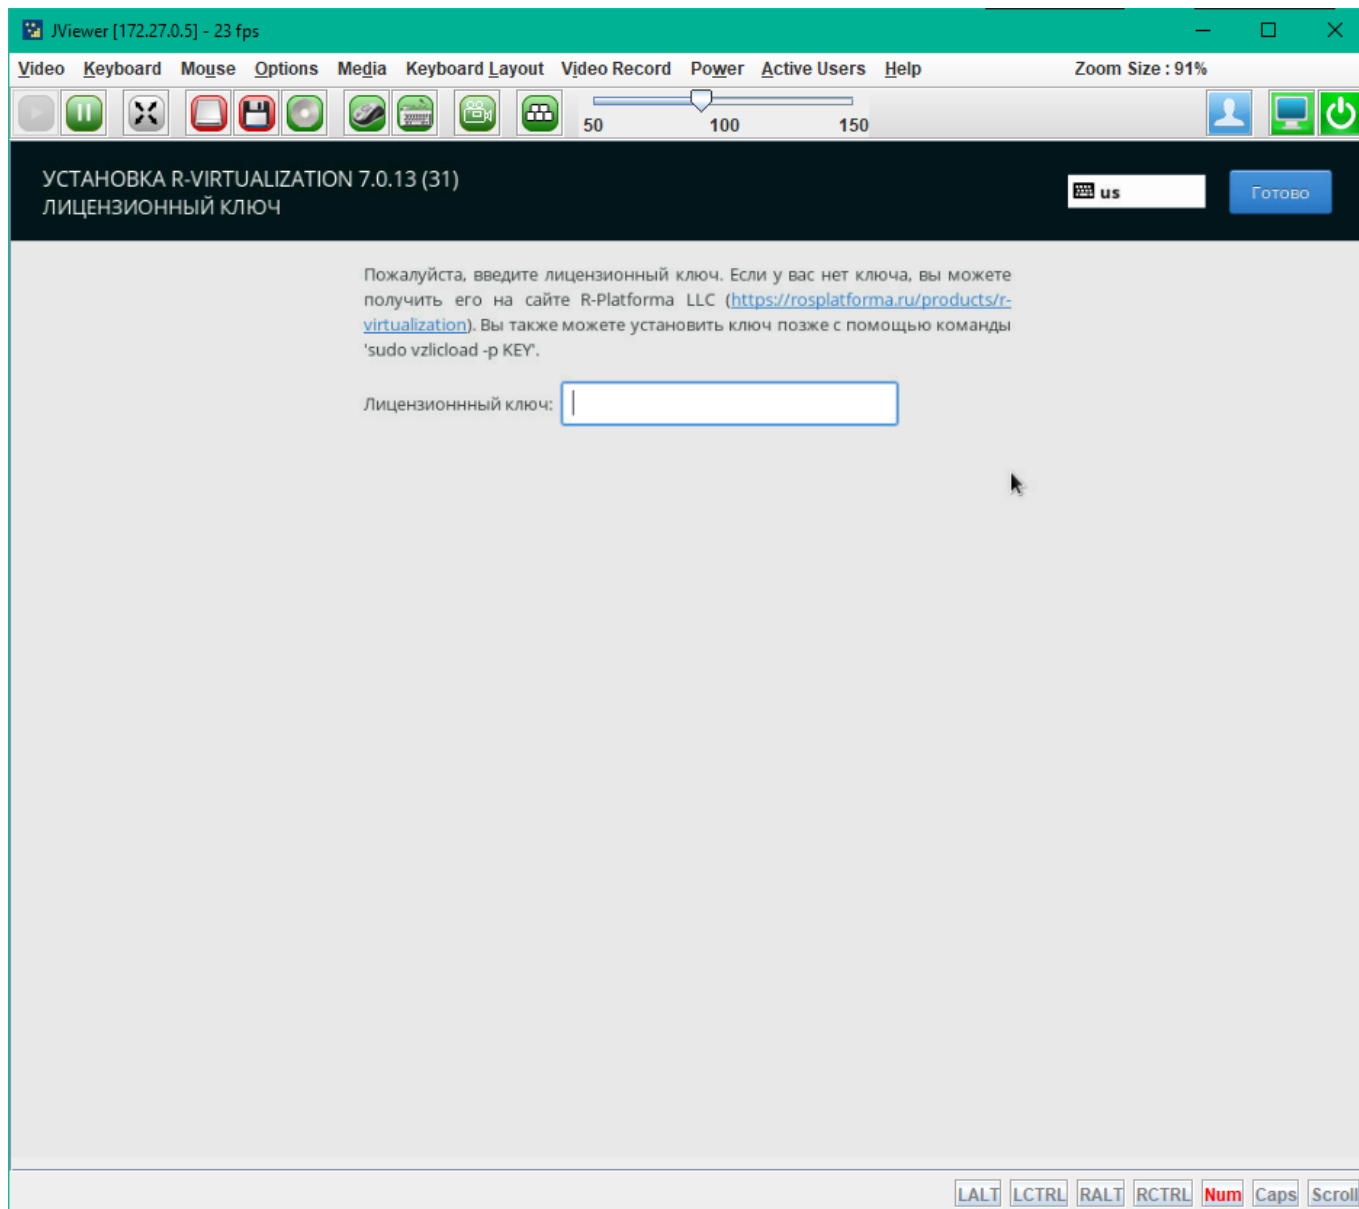 JViewer [172.27.0.5] - 23 fps
Video Keyboard Mouse Options Media Keyboard Layout Video Record Power Active Users Help Zoom Size : 91%
50 100 150
УСТАНОВКА R-VIRTUALIZATION 7.0.13 (31)
ЛИЦЕНЗИОННЫЙ КЛЮЧ
us
Готово
Пожалуйста, введите лицензионный ключ. Если у вас нет ключа, вы можете
получить его на сайте R-Platforma LLC (https://rosplatforma.ru/products/r-
virtualization). Вы также можете установить ключ позже с помощью команды
'sudo vzlicload -p KEY'.
Лицензионнный ключ:
LALT LCTRL RALT RCTRL Num Caps Scroll